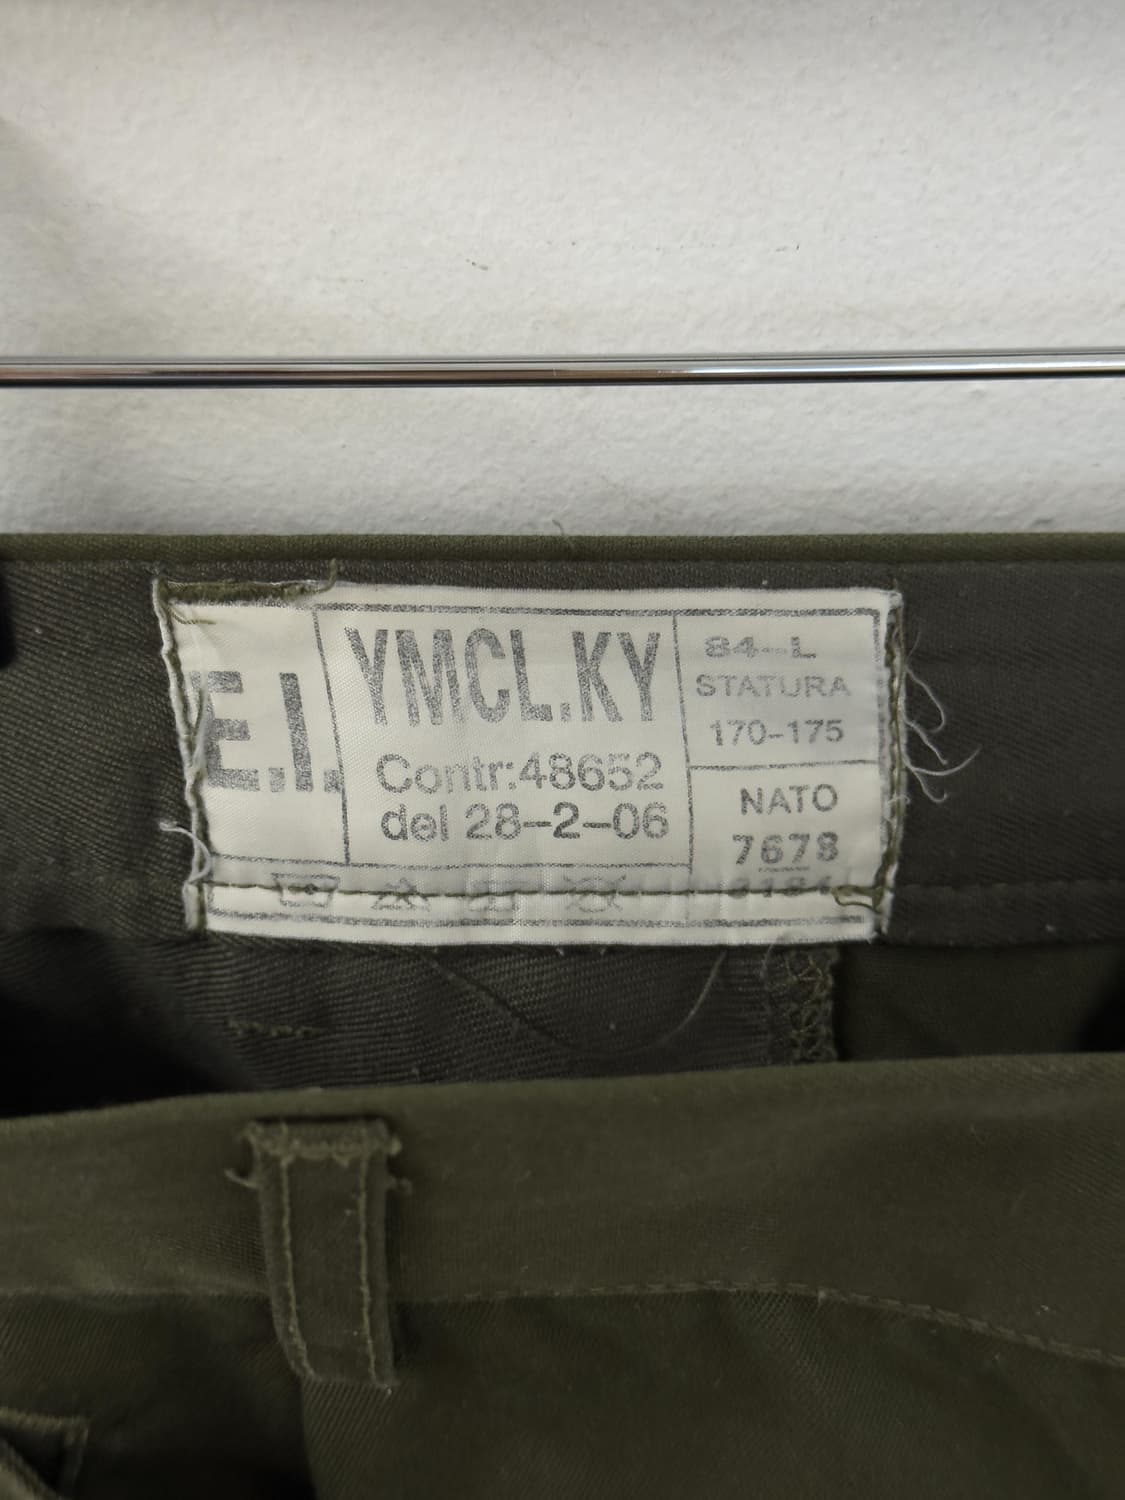 E.I.
YMCL.KY
Contr:48652
del 28-2-06
84-L
STATURA
170-175
NATO
7678